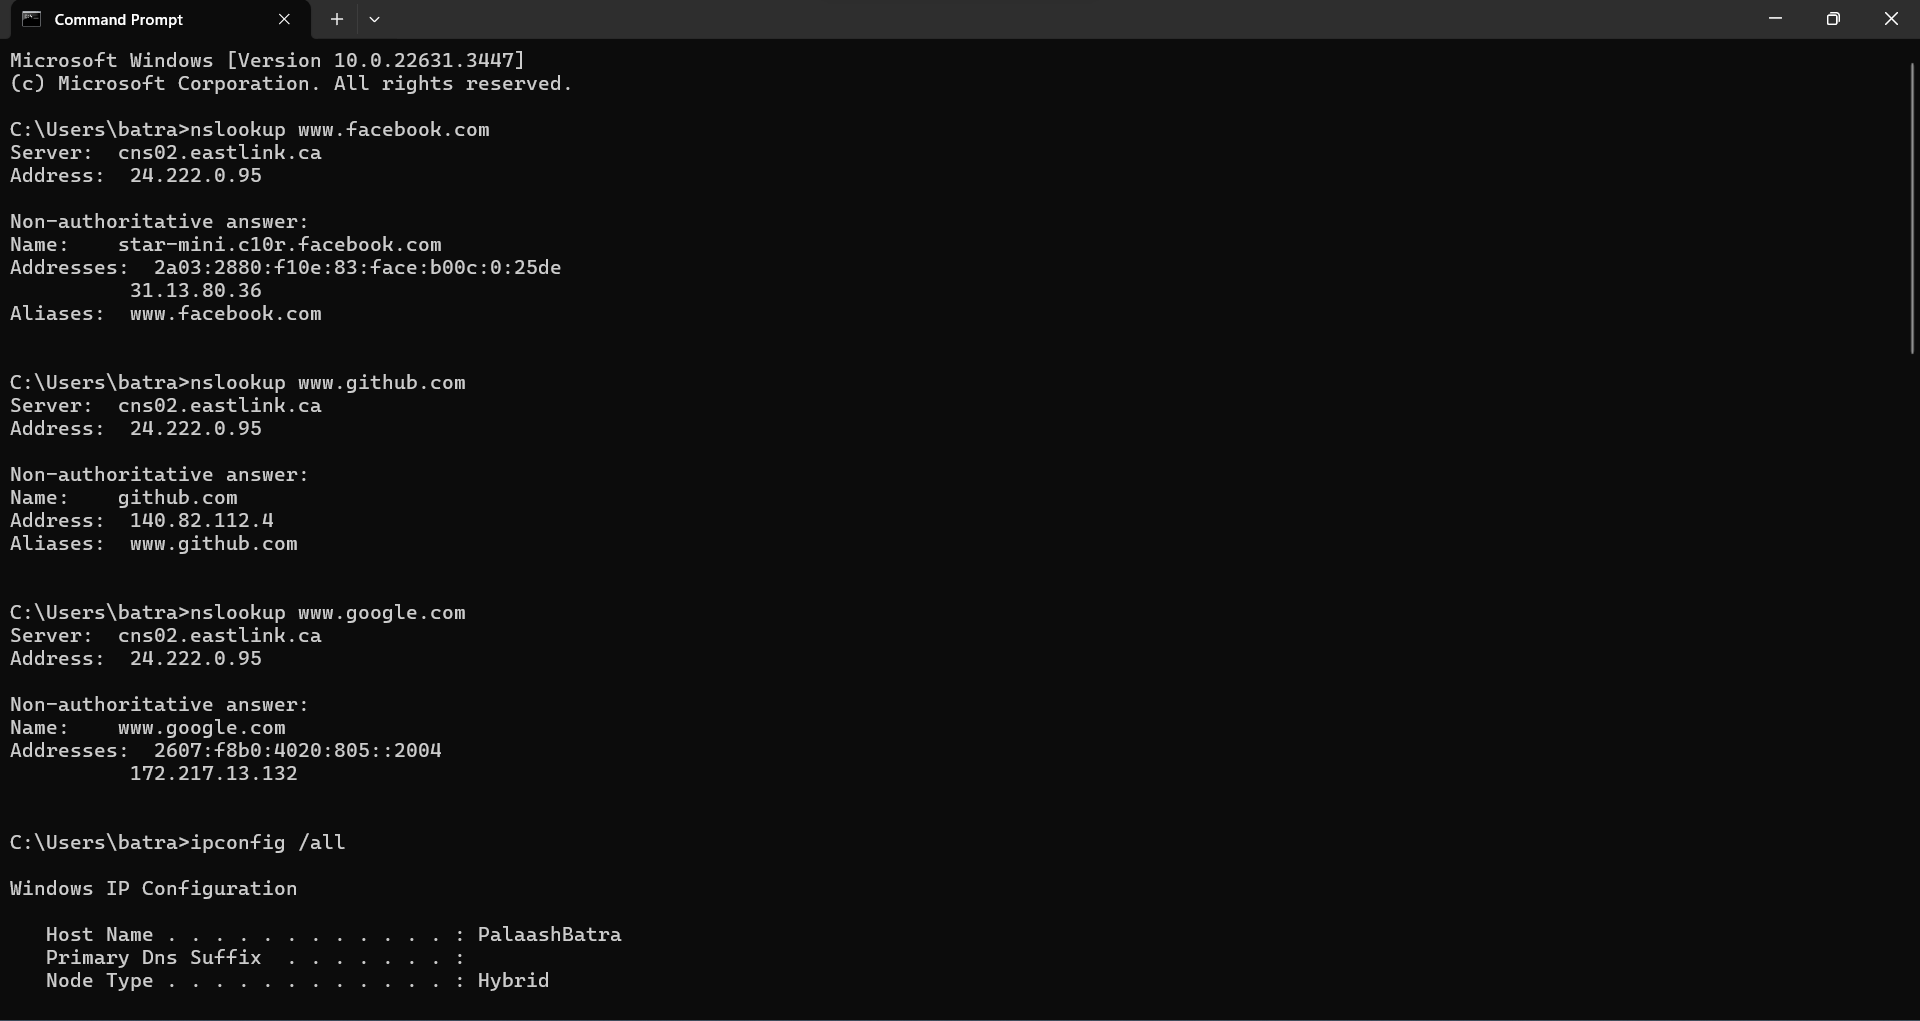 Command Prompt
Microsoft Windows [Version 10.0.22631.3447]
(c) Microsoft Corporation. All rights reserved.
C:\Users\batra>nslookup www.facebook.com
Server:  cns02.eastlink.ca
Address:  24.222.0.95
Non-authoritative answer:
Name:    star-mini.c10r.facebook.com
Addresses:  2a03:2880:f10e:83:face:b00c:0:25de
          31.13.80.36
Aliases:  www.facebook.com
C:\Users\batra>nslookup www.github.com
Server:  cns02.eastlink.ca
Address:  24.222.0.95
Non-authoritative answer:
Name:    github.com
Address:  140.82.112.4
Aliases:  www.github.com
C:\Users\batra>nslookup www.google.com
Server:  cns02.eastlink.ca
Address:  24.222.0.95
Non-authoritative answer:
Name:    www.google.com
Addresses:  2607:f8b0:4020:805::2004
          172.217.13.132
C:\Users\batra>ipconfig /all
Windows IP Configuration
   Host Name . . . . . . . . . . . . : PalaashBatra
   Primary Dns Suffix  . . . . . . . :
   Node Type . . . . . . . . . . . . : Hybrid